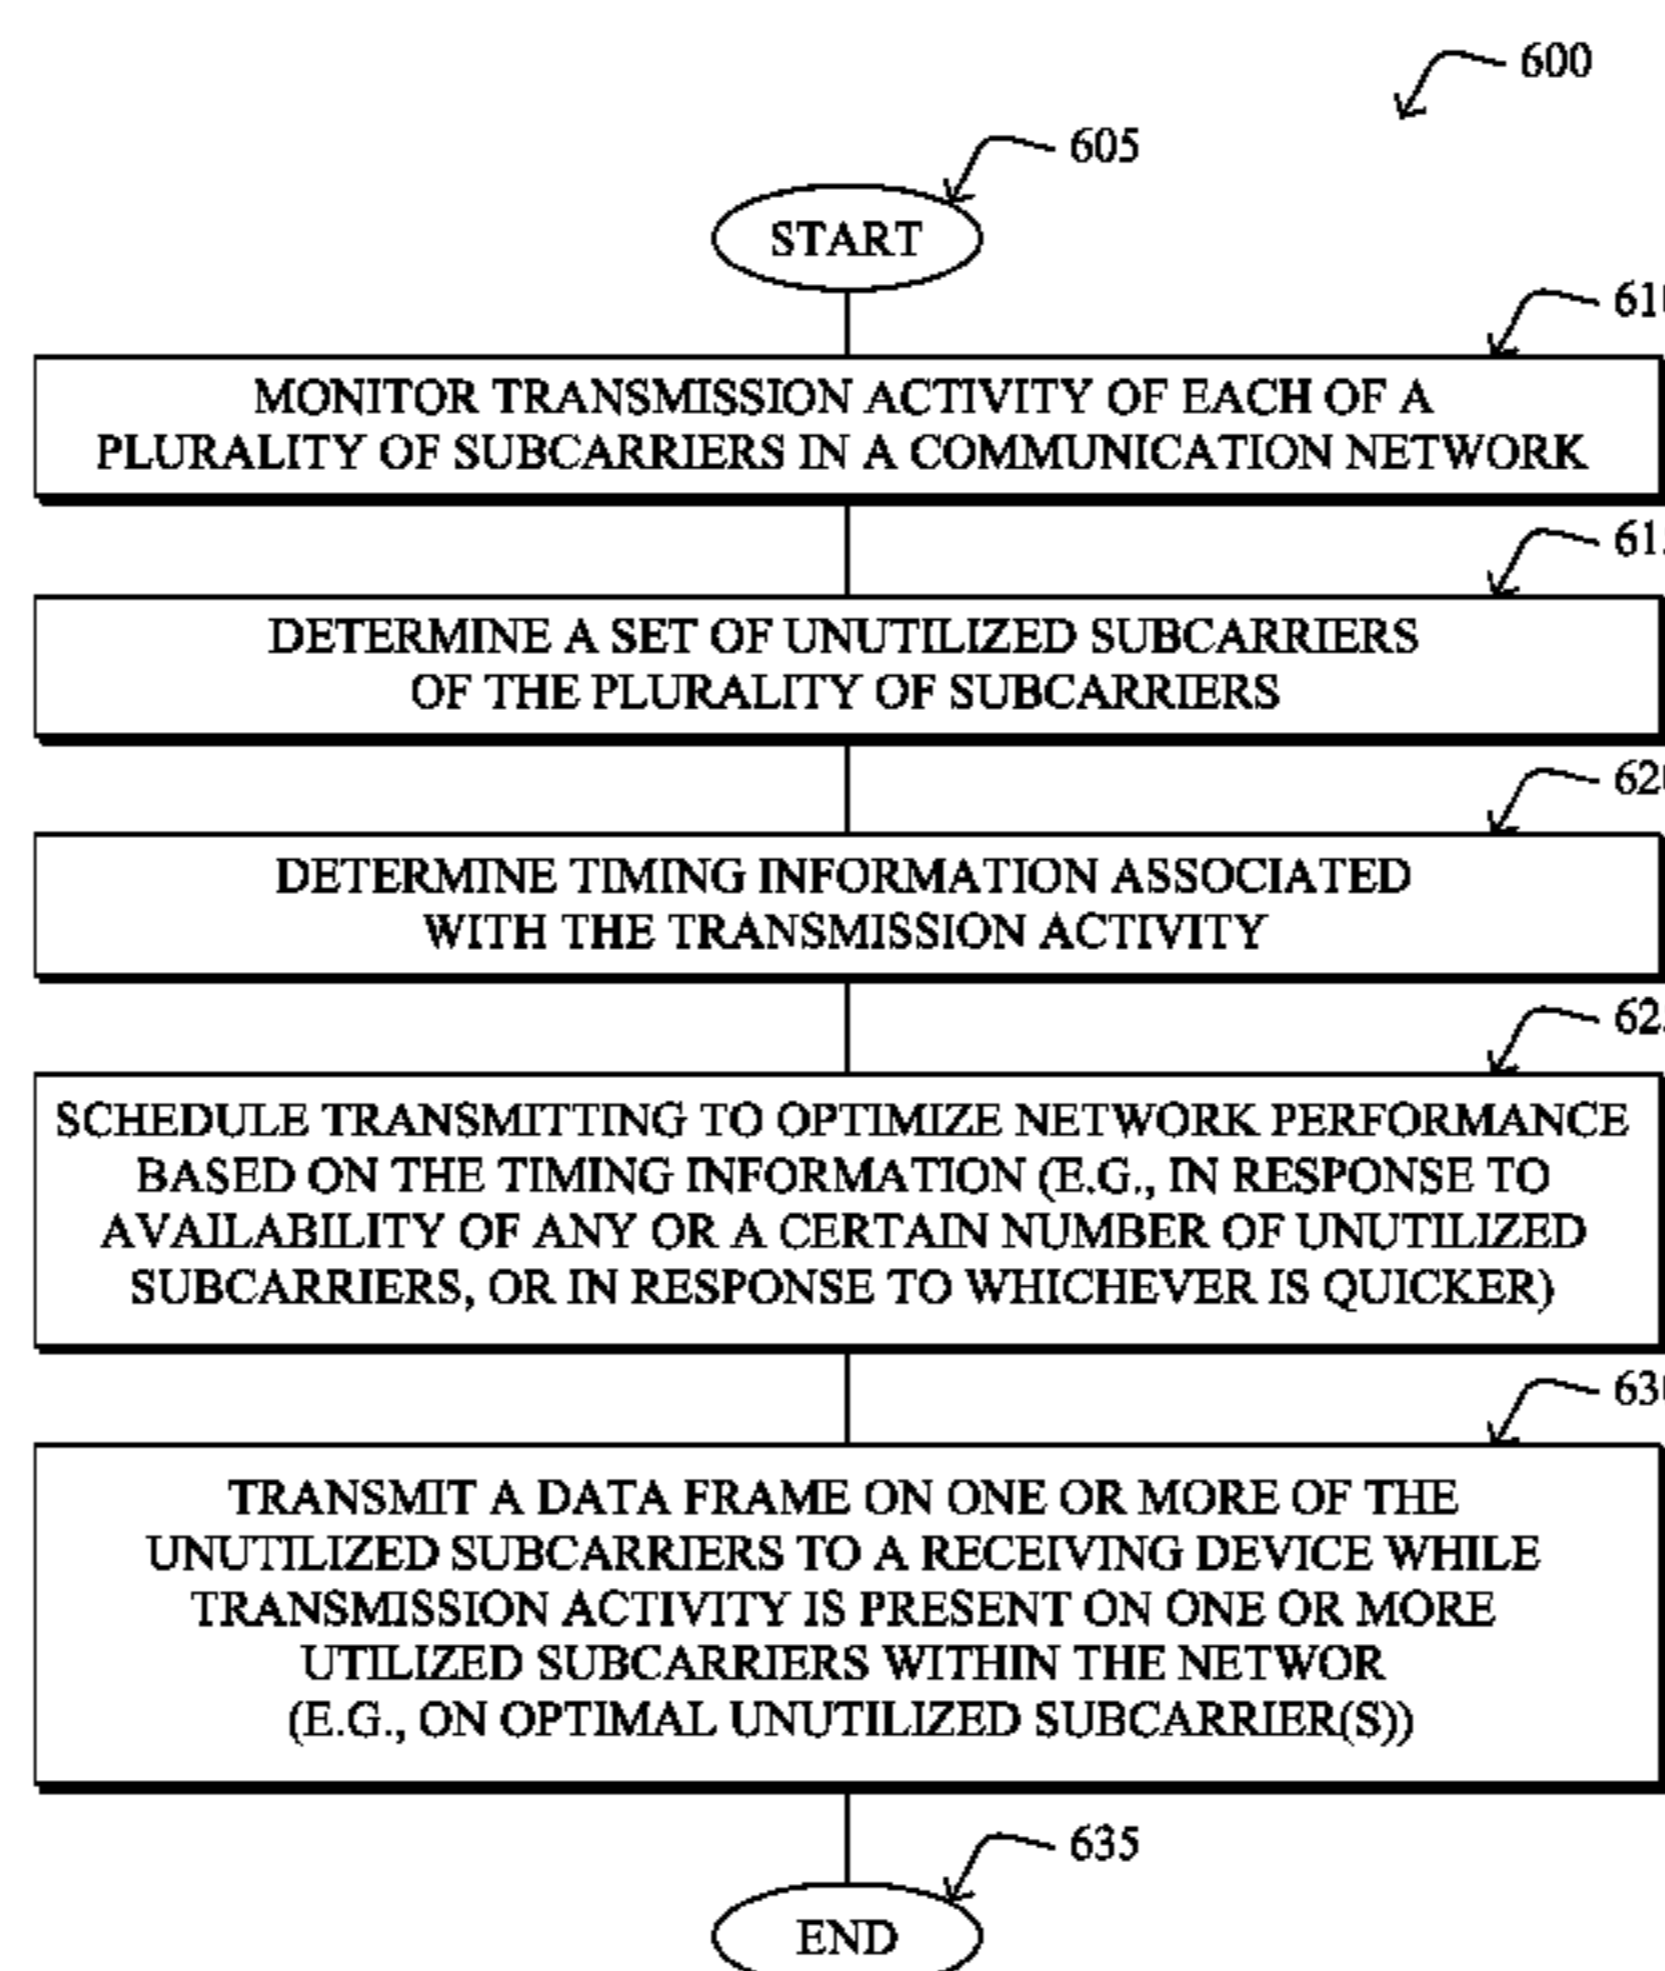 600
605
START
MONITOR TRANSMISSION ACTIVITY OF EACH OF A
PLURALITY OF SUBCARRIERS IN A COMMUNICATION NETWORK
DETERMINE A SET OF UNUTILIZED SUBCARRIERS
OF THE PLURALITY OF SUBCARRIERS
DETERMINE TIMING INFORMATION ASSOCIATED
WITH THE TRANSMISSION ACTIVITY
SCHEDULE TRANSMITTING TO OPTIMIZE NETWORK PERFORMANCE
BASED ON THE TIMING INFORMATION (E.G., IN RESPONSE TO
AVAILABILITY OF ANY OR A CERTAIN NUMBER OF UNUTILIZED
SUBCARRIERS, OR IN RESPONSE TO WHICHEVER IS QUICKER)
TRANSMIT A DATA FRAME ON ONE OR MORE OF THE
UNUTILIZED SUBCARRIERS TO A RECEIVING DEVICE WHILE
TRANSMISSION ACTIVITY IS PRESENT ON ONE OR MORE
UTILIZED SUBCARRIERS WITHIN THE NETWOR
(E.G., ON OPTIMAL UNUTILIZED SUBCARRIER(S))
635
END